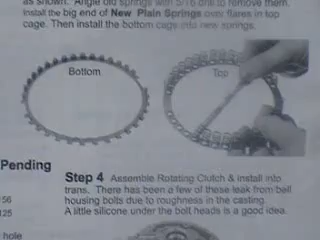 as shown. Angle old springs with 5/16 drill to remove them.
Install the big end of New Plain Springs over flares in top
cage. Then install the bottom cage into new springs.
Bottom
Top
Pending
Step 4 Assemble Rotating Clutch & install into
trans. There has been a few of these leak from bell
56
housing bolts due to roughness in the casting.
125
A little silicone under the bolt heads is a good idea.
hole